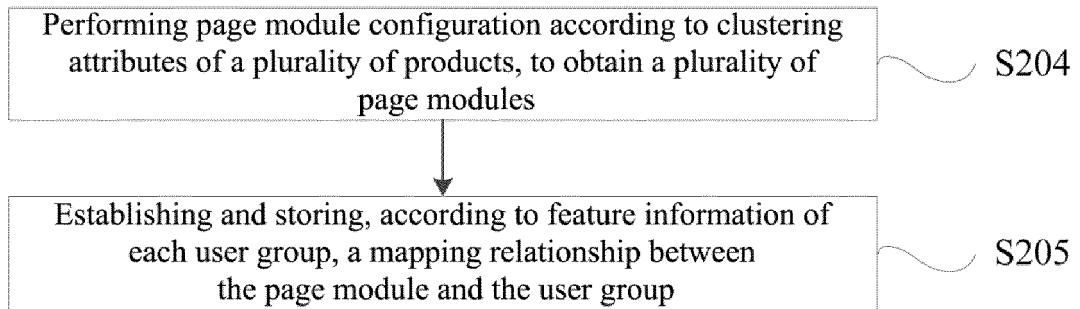 Performing page module configuration according to clustering
attributes of a plurality of products, to obtain a plurality of
page modules
S204
Establishing and storing, according to feature information of
each user group, a mapping relationship between
the page module and the user group
S205